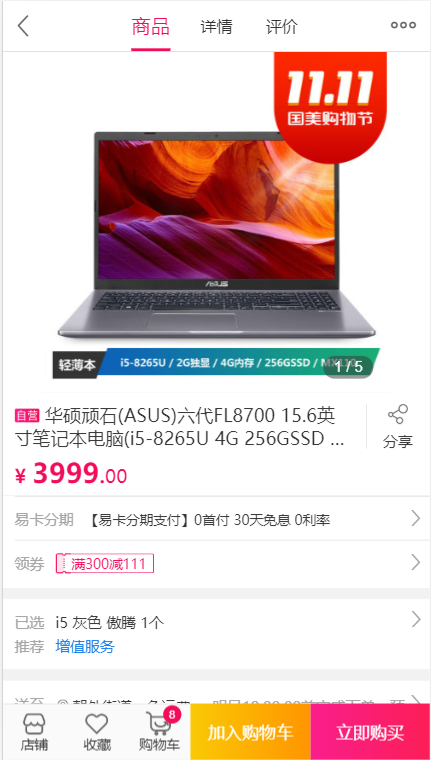 商品 详情 评价
11.11
国美购物节
ASUS
轻薄本 i5-8265U / 2G独显 / 4G内存 / 256GSSD /
1 / 5
自营 华硕顽石(ASUS)六代FL8700 15.6英
寸笔记本电脑(i5-8265U 4G 256GSSD ...
分享
¥ 3999.00
易卡分期 【易卡分期支付】0首付 30天免息 0利率
领券 满300减111
已选 i5 灰色 傲腾 1个
推荐 增值服务
8
店铺 收藏 购物车 加入购物车 立即购买